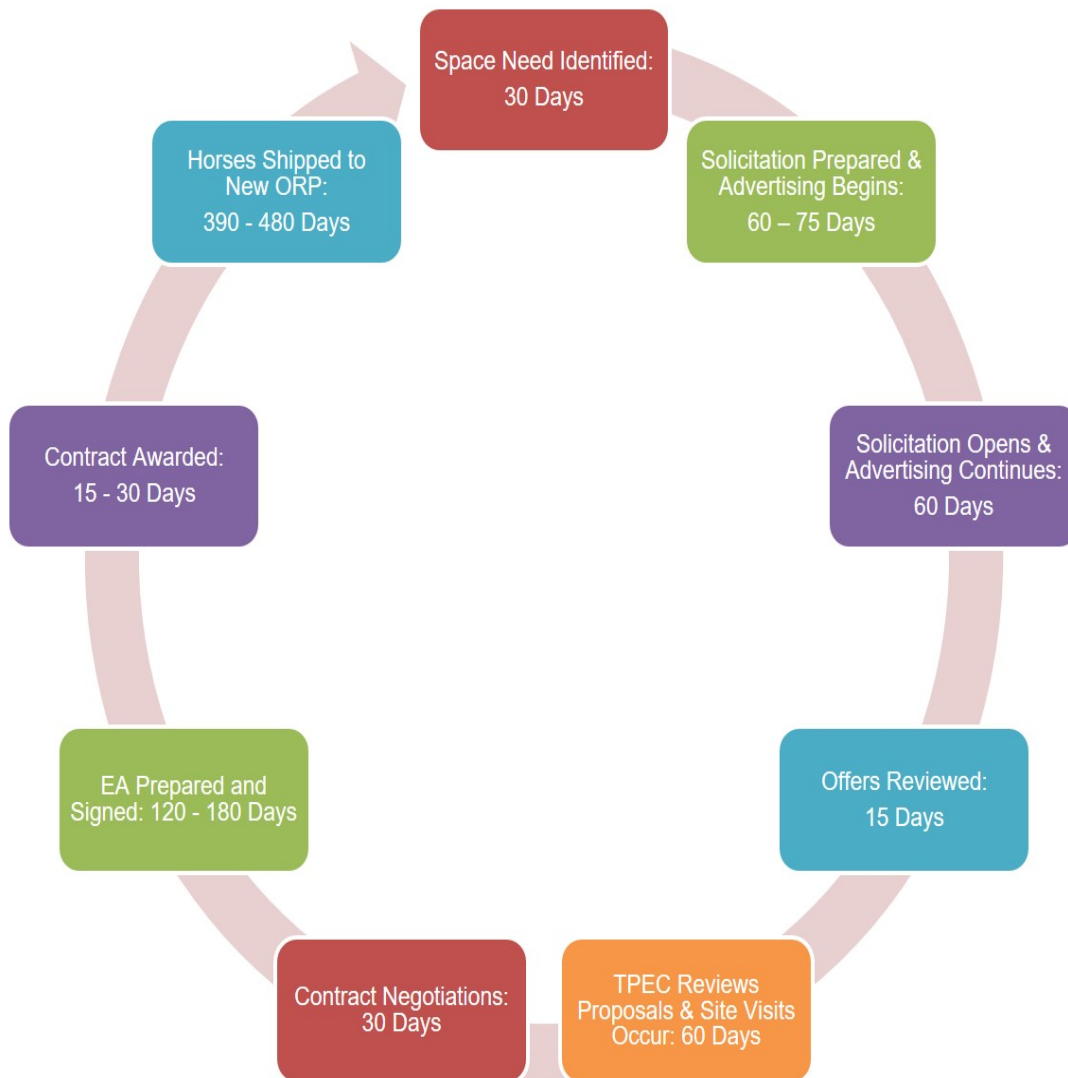 Space Need Identified:
30 Days
Solicitation Prepared &
Advertising Begins:
60 – 75 Days
Solicitation Opens &
Advertising Continues:
60 Days
Offers Reviewed:
15 Days
TPEC Reviews
Proposals & Site Visits
Occur: 60 Days
Contract Negotiations:
30 Days
EA Prepared and
Signed: 120 - 180 Days
Contract Awarded:
15 - 30 Days
Horses Shipped to
New ORP:
390 - 480 Days